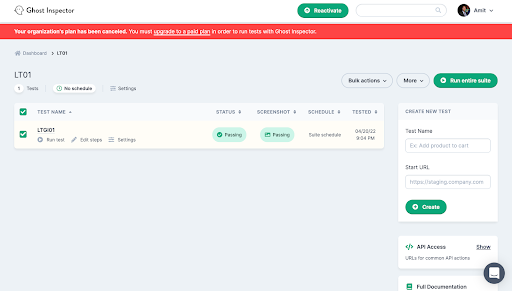 Ghost Inspector
Reactivate
Amit
Your organization's plan has been canceled. You must upgrade to a paid plan in order to run tests with Ghost Inspector.
Dashboard > LT01
LT01
1 Tests
No schedule
Settings
Bulk actions
More
Run entire suite
TEST NAME
STATUS
SCREENSHOT
SCHEDULE
TESTED
LTGI01
Run test
Edit steps
Settings
Passing
Passing
Suite schedule
04/20/22
9:04 PM
CREATE NEW TEST
Test Name
Ex: Add product to cart
Start URL
https://staging.company.com
Create
API Access
Show
URLs for common API actions
Full Documentation